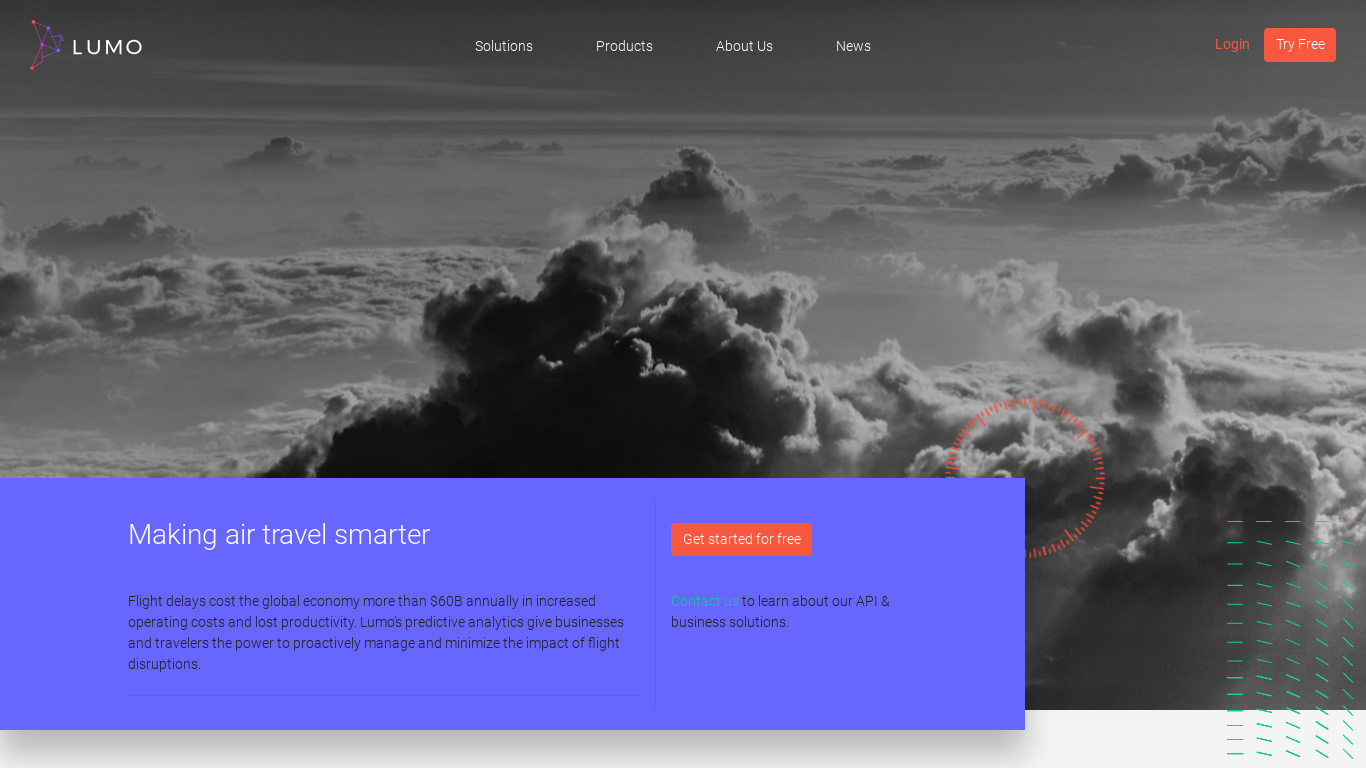 LUMO
Solutions
Products
About Us
News
Login
Try Free
Making air travel smarter
Flight delays cost the global economy more than $60B annually in increased
operating costs and lost productivity. Lumo's predictive analytics give businesses
and travelers the power to proactively manage and minimize the impact of flight
disruptions.
Get started for free
Contact us to learn about our API &
business solutions.